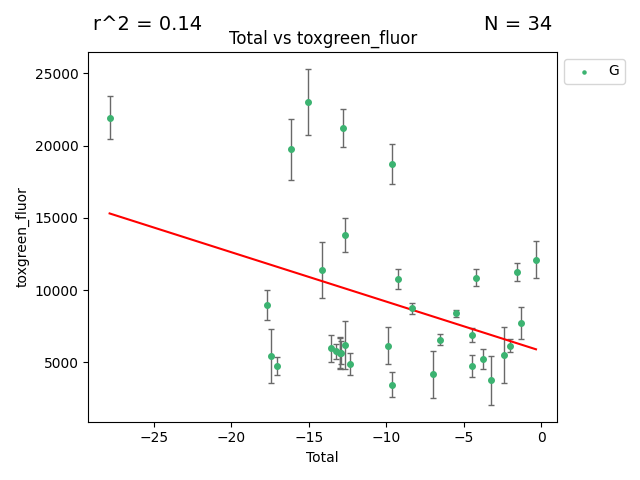 r^2 = 0.14
N = 34
Total vs toxgreen_fluor
G
25000
20000
15000
10000
5000
toxgreen_fluor
−25
−20
−15
−10
−5
0
Total